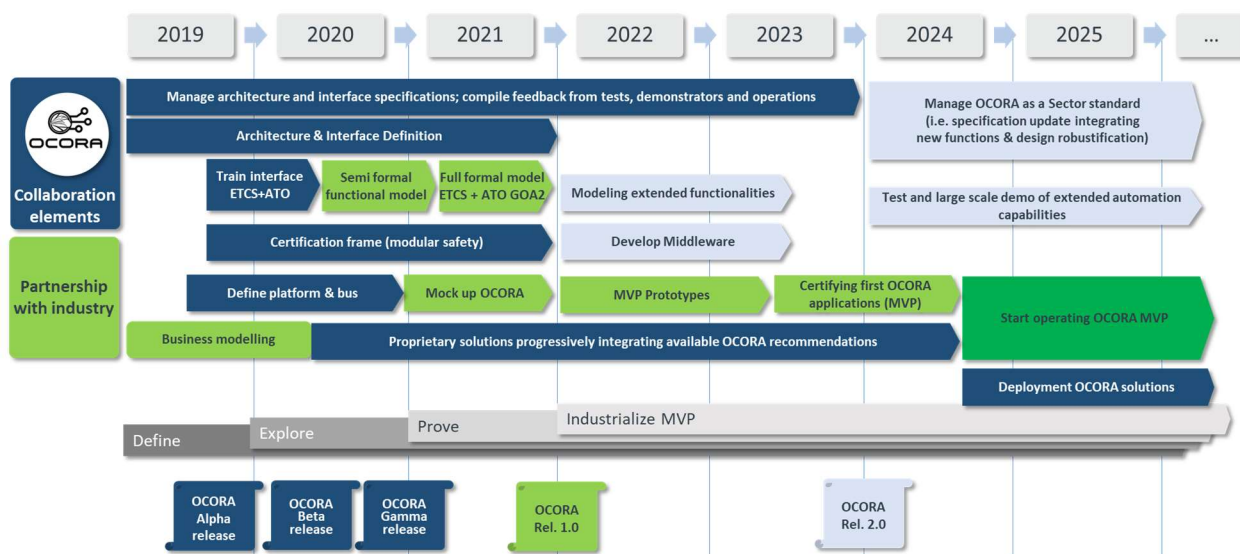 2019
2020
2021
2022
2023
2024
2025
...
OCORA
Collaboration
elements
Partnership
with industry
Manage architecture and interface specifications; compile feedback from tests, demonstrators and operations
Manage OCORA as a Sector standard
(i.e. specification update integrating
new functions & design robustification)
Architecture & Interface Definition
Train interface
ETCS+ATO
Semi formal
functional model
Full formal model
ETCS + ATO GOA2
Modeling extended functionalities
Test and large scale demo of extended automation
capabilities
Certification frame (modular safety)
Develop Middleware
Define platform & bus
Mock up OCORA
MVP Prototypes
Certifying first OCORA
applications (MVP)
Start operating OCORA MVP
Business modelling
Proprietary solutions progressively integrating available OCORA recommendations
Deployment OCORA solutions
Define
Explore
Prove
Industrialize MVP
OCORA
Alpha
release
OCORA
Beta
release
OCORA
Gamma
release
OCORA
Rel. 1.0
OCORA
Rel. 2.0